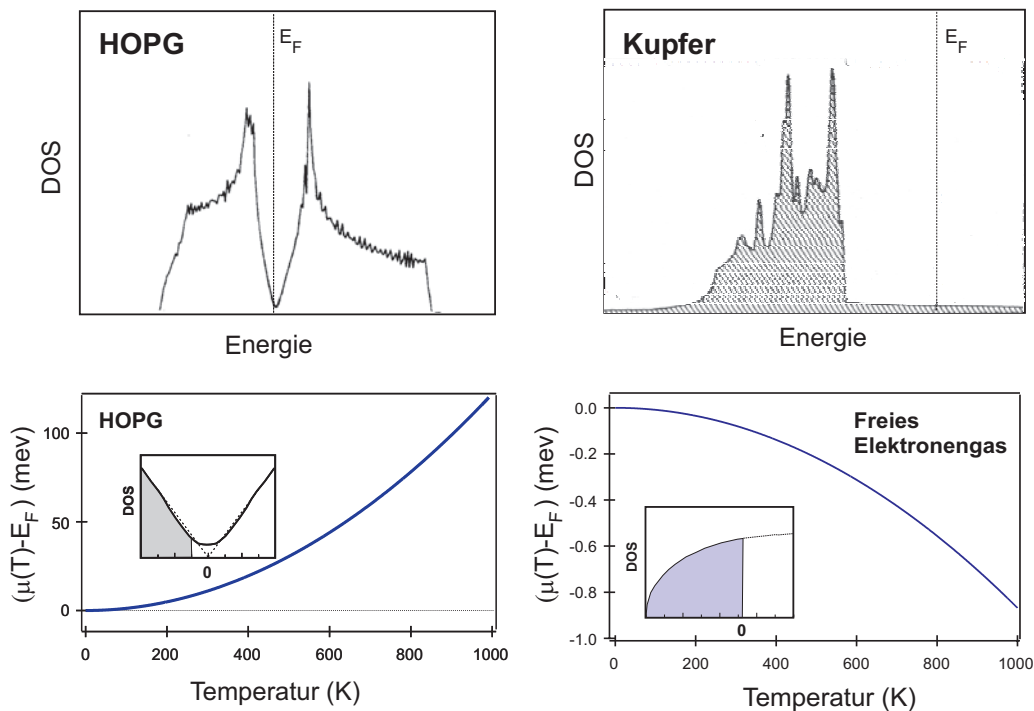 HOPG
E_F
DOS
Energie
Kupfer
E_F
DOS
Energie
HOPG
(μ(T)-E_F) (mev)
100
50
0
DOS
0
0
200
400
600
800
1000
Temperatur (K)
Freies
Elektronengas
(μ(T)-E_F) (mev)
0.0
-0.2
-0.4
-0.6
-0.8
-1.0
DOS
0
0
200
400
600
800
1000
Temperatur (K)